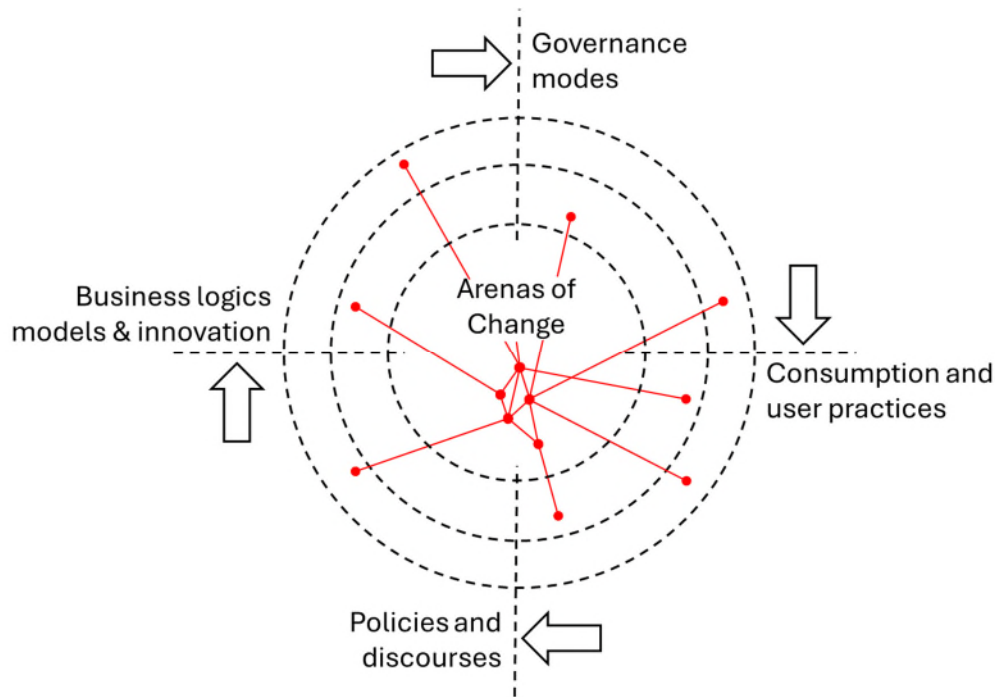 Governance
modes
Arenas of
Change
Business logics
models & innovation
Consumption and
user practices
Policies and
discourses